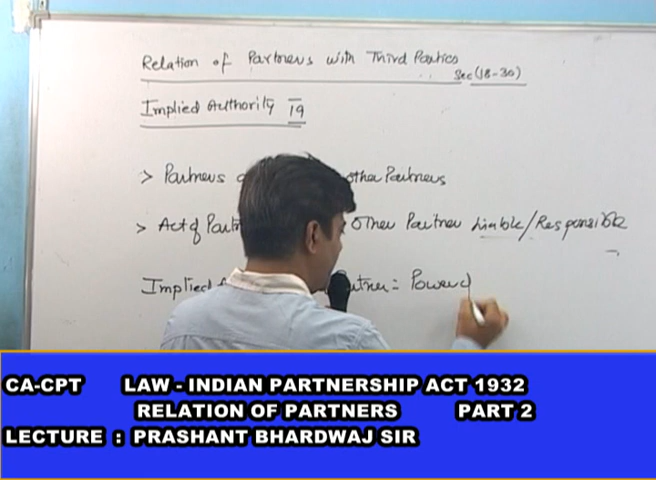 Relation of Partners with Third Parties
Sec (18-30)
Implied Authority 19
> Partners other Partners
> Act of Partn Other Partner Liable/Responsible
Implied Partner = Power
CA-CPT LAW - INDIAN PARTNERSHIP ACT 1932
RELATION OF PARTNERS PART 2
LECTURE : PRASHANT BHARDWAJ SIR